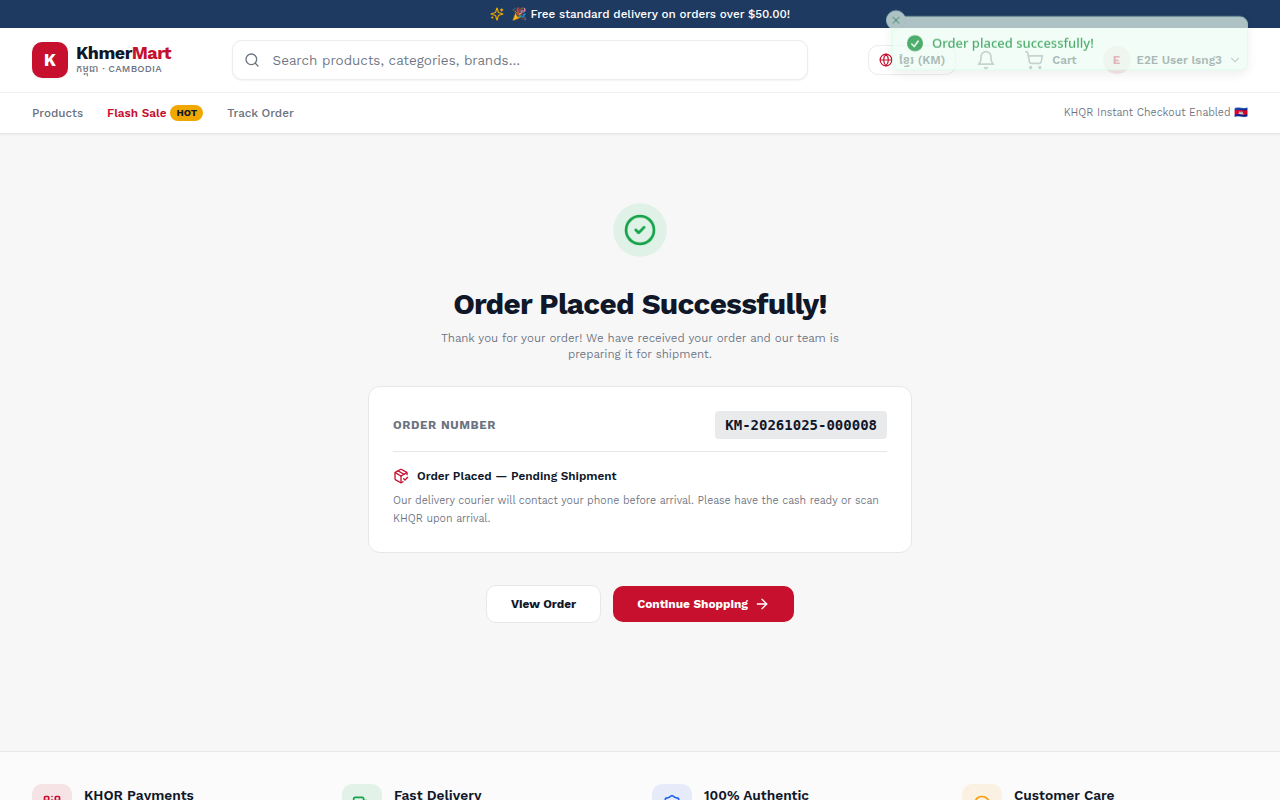 ✨ 🎉 Free standard delivery on orders over $50.00!
Order placed successfully!
K
KhmerMart
កម្ពុជា · CAMBODIA
Search products, categories, brands...
ខ្មែរ (KM)
Cart
E
E2E User lsng3
Products
Flash Sale HOT
Track Order
KHQR Instant Checkout Enabled 🇰🇭
Order Placed Successfully!
Thank you for your order! We have received your order and our team is
preparing it for shipment.
ORDER NUMBER
KM-20261025-000008
Order Placed — Pending Shipment
Our delivery courier will contact your phone before arrival. Please have the cash ready or scan
KHQR upon arrival.
View Order
Continue Shopping
KHQR Payments
Fast Delivery
100% Authentic
Customer Care